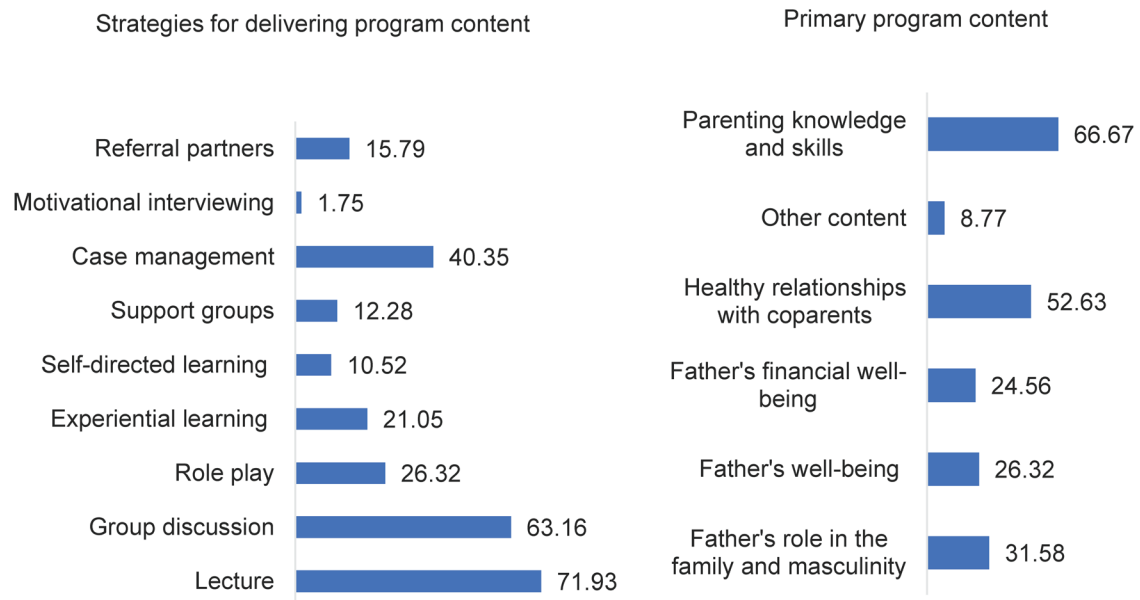 Strategies for delivering program content
Referral partners 15.79
Motivational interviewing 1.75
Case management 40.35
Support groups 12.28
Self-directed learning 10.52
Experiential learning 21.05
Role play 26.32
Group discussion 63.16
Lecture 71.93
Primary program content
Parenting knowledge
and skills 66.67
Other content 8.77
Healthy relationships
with coparents 52.63
Father's financial well-
being 24.56
Father's well-being 26.32
Father's role in the
family and masculinity 31.58